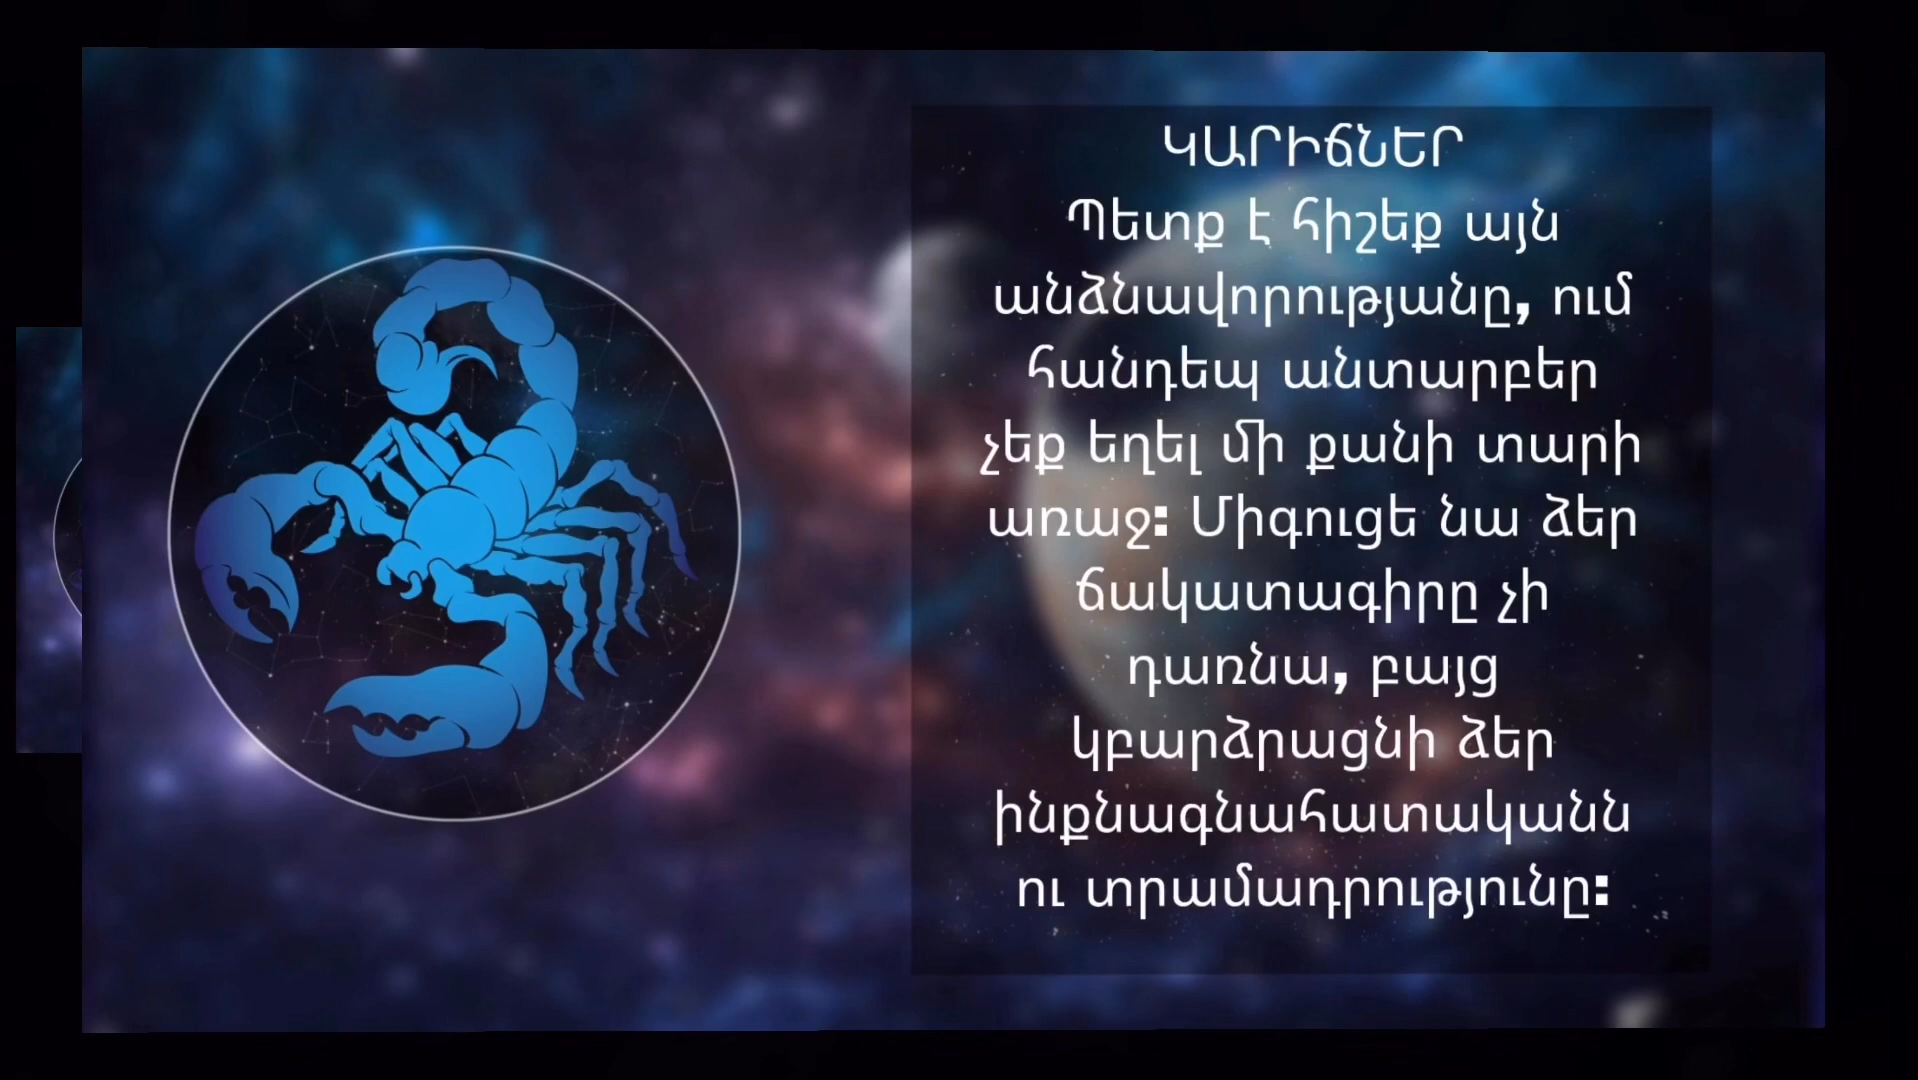 ԿԱՐԻՃՆԵՐ
Պետք է հիշեք այն
անձնավորությանը, ում
հանդեպ անտարբեր
չեք եղել մի քանի տարի
առաջ: Միգուցե նա ձեր
ճակատագիրը չի
դառնա, բայց
կբարձրացնի ձեր
ինքնագնահատականն
ու տրամադրությունը: